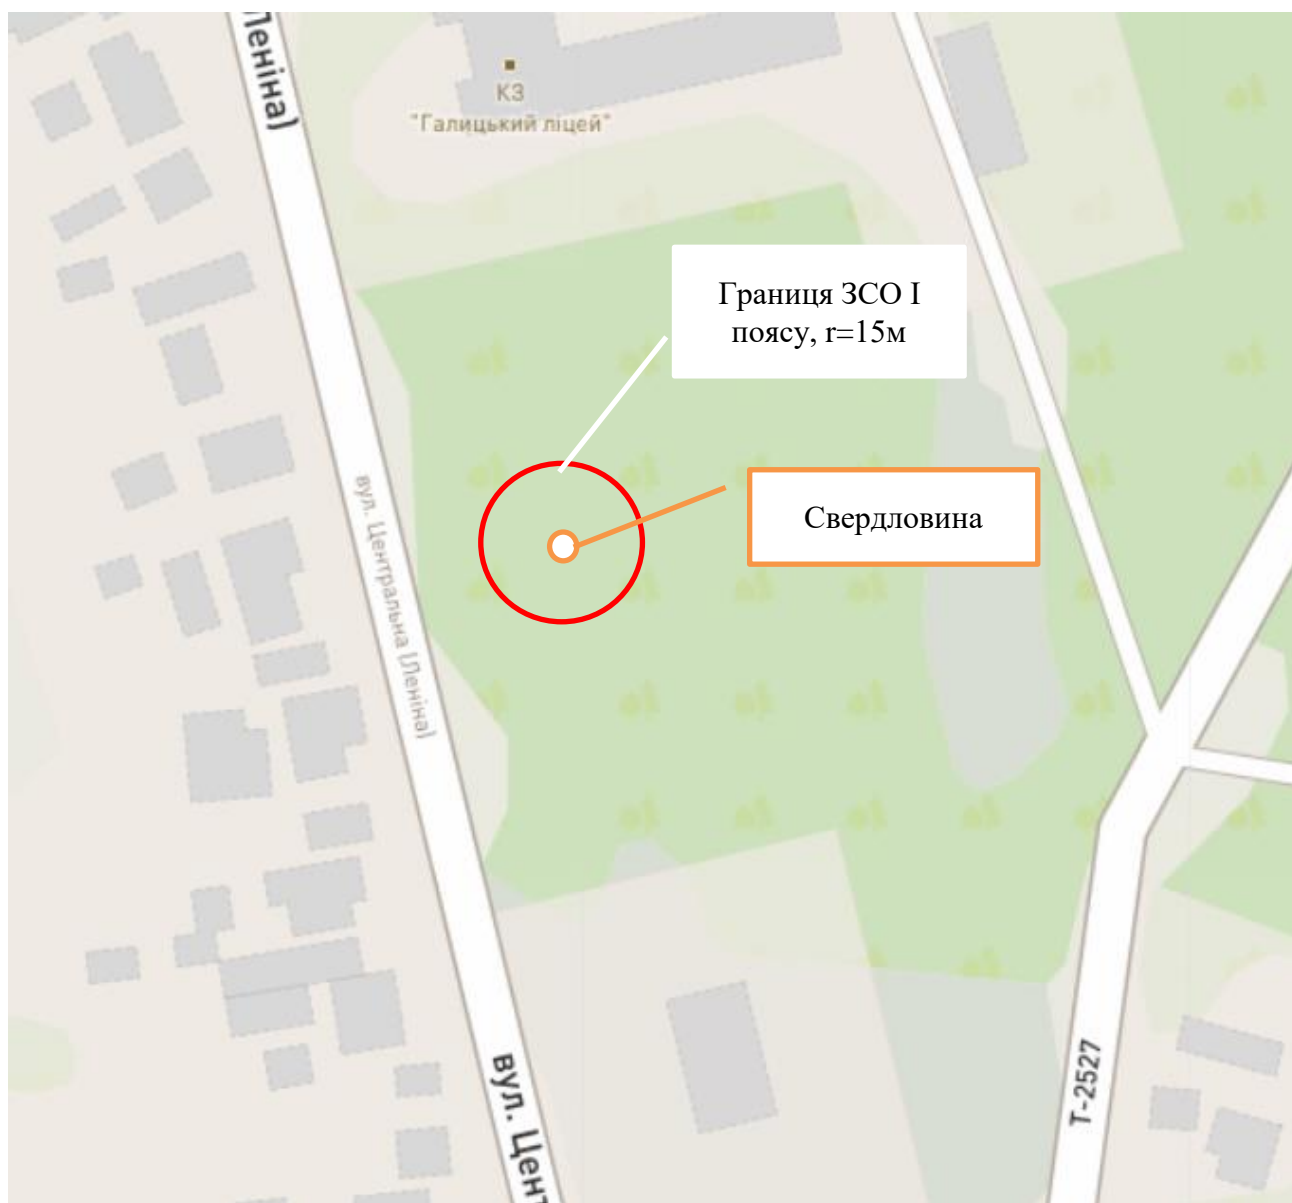 Леніна)
КЗ
"Галицький ліцей"
Границя ЗСО І
поясу, r=15м
Свердловина
вул. Центральна (Леніна)
Т-2527
вул. Цент